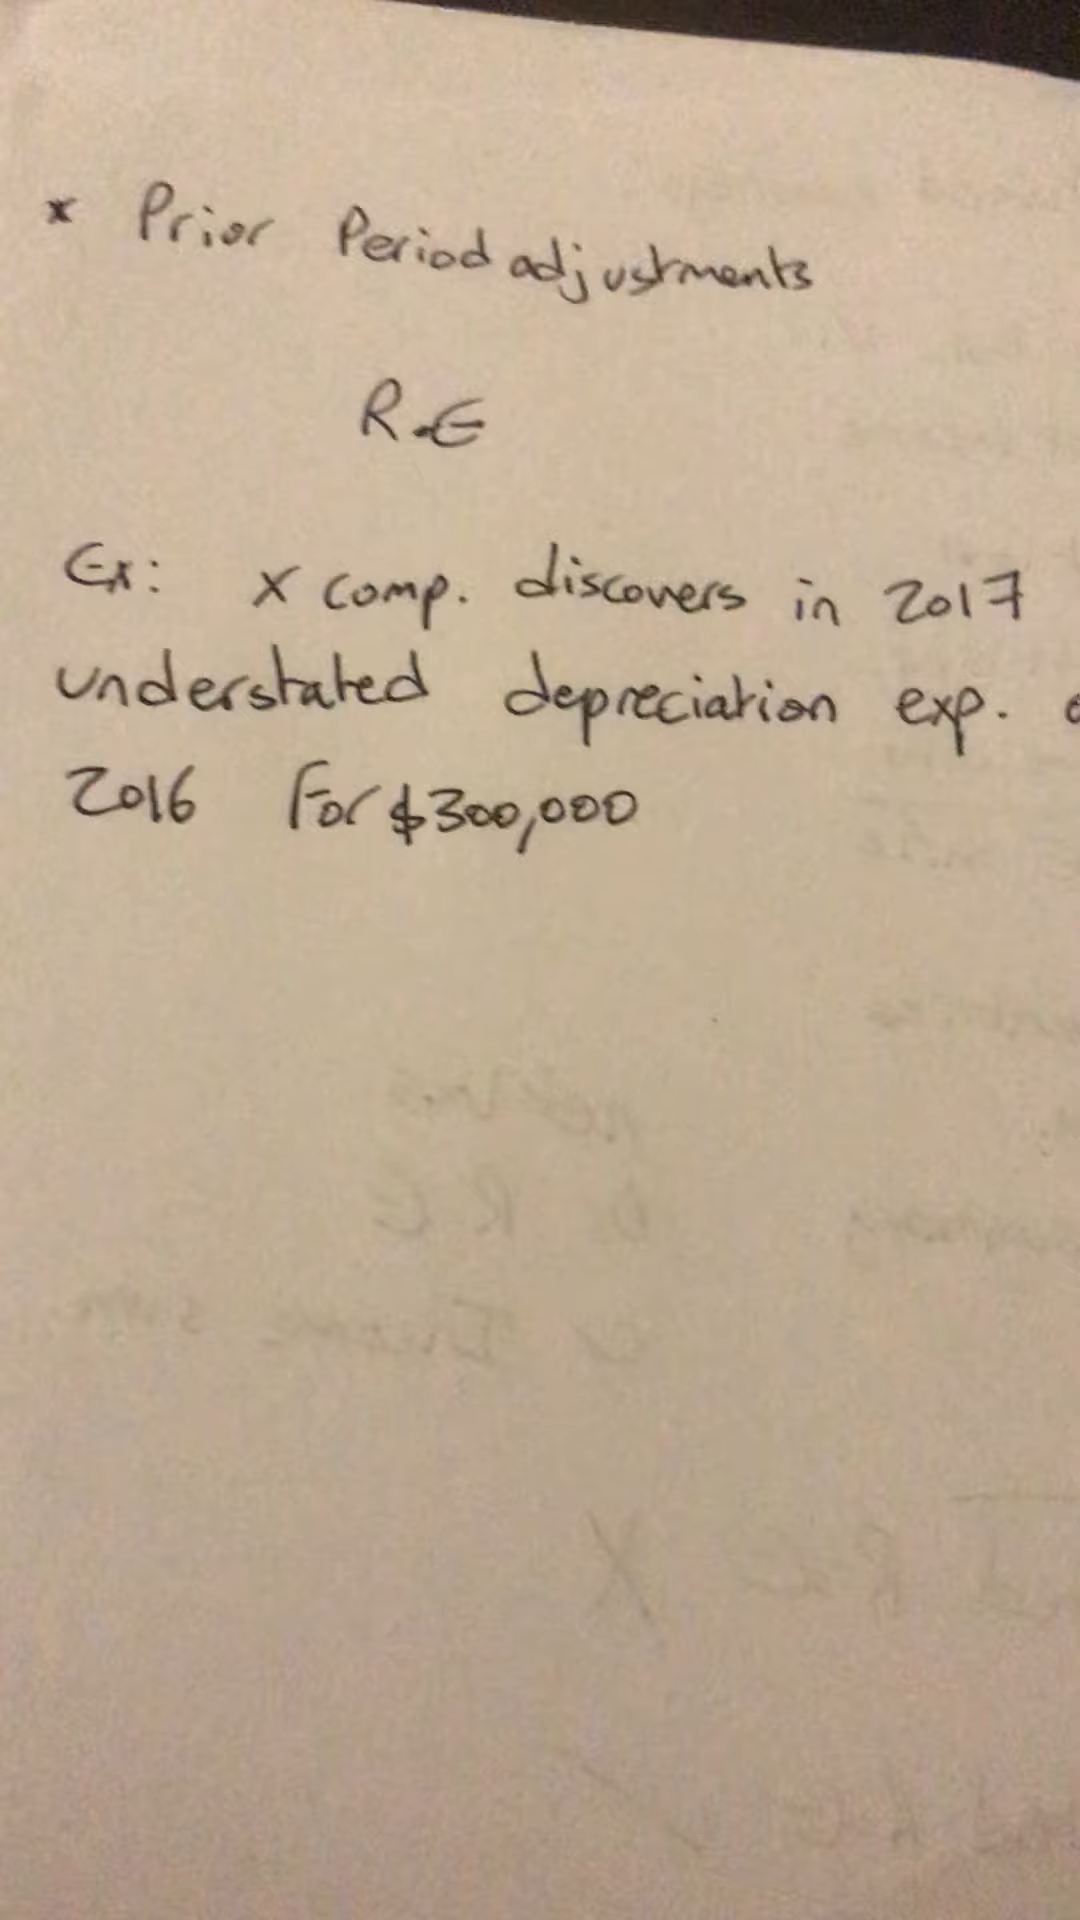 * Prior Period adjustments
R.E
Ex: X comp. discovers in 2017
understated depreciation exp.
2016 For $300,000